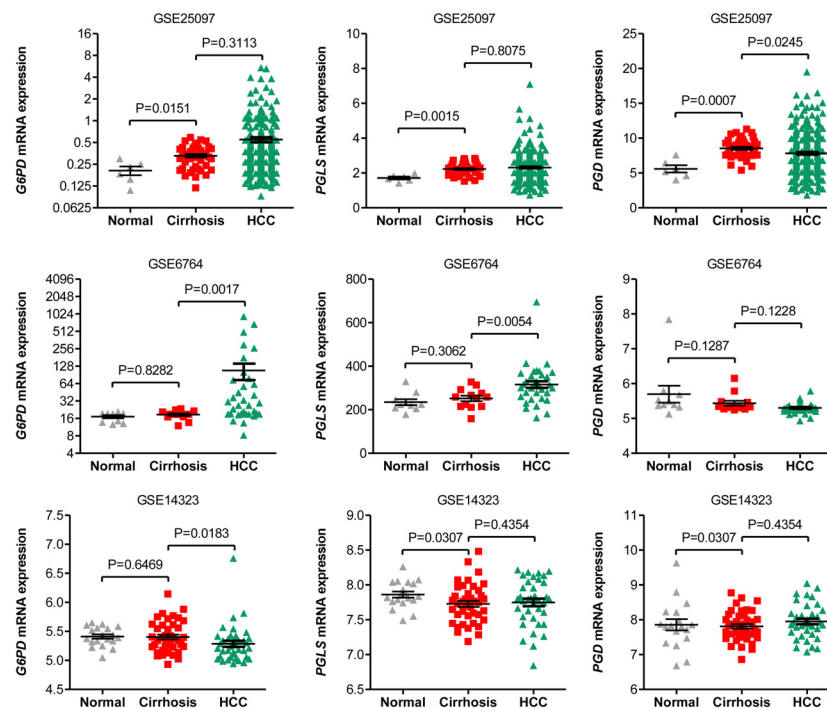 GSE25097
G6PD mRNA expression
16
8
4
2
1
0.5
0.25
0.125
0.0625
P=0.3113
P=0.0151
Normal Cirrhosis HCC
GSE25097
PGLS mRNA expression
10
8
6
4
2
0
P=0.8075
P=0.0015
Normal Cirrhosis HCC
GSE25097
PGD mRNA expression
25
20
15
10
5
0
P=0.0245
P=0.0007
Normal Cirrhosis HCC
GSE6764
G6PD mRNA expression
4096
2048
1024
512
256
128
64
32
16
8
4
P=0.0017
P=0.8282
Normal Cirrhosis HCC
GSE6764
PGLS mRNA expression
800
600
400
200
0
P=0.0054
P=0.3062
Normal Cirrhosis HCC
GSE6764
PGD mRNA expression
9
8
7
6
5
4
P=0.1228
P=0.1287
Normal Cirrhosis HCC
GSE14323
G6PD mRNA expression
7.5
7.0
6.5
6.0
5.5
5.0
4.5
P=0.0183
P=0.6469
Normal Cirrhosis HCC
GSE14323
PGLS mRNA expression
9.0
8.5
8.0
7.5
7.0
6.5
P=0.4354
P=0.0307
Normal Cirrhosis HCC
GSE14323
PGD mRNA expression
11
10
9
8
7
6
P=0.4354
P=0.0307
Normal Cirrhosis HCC